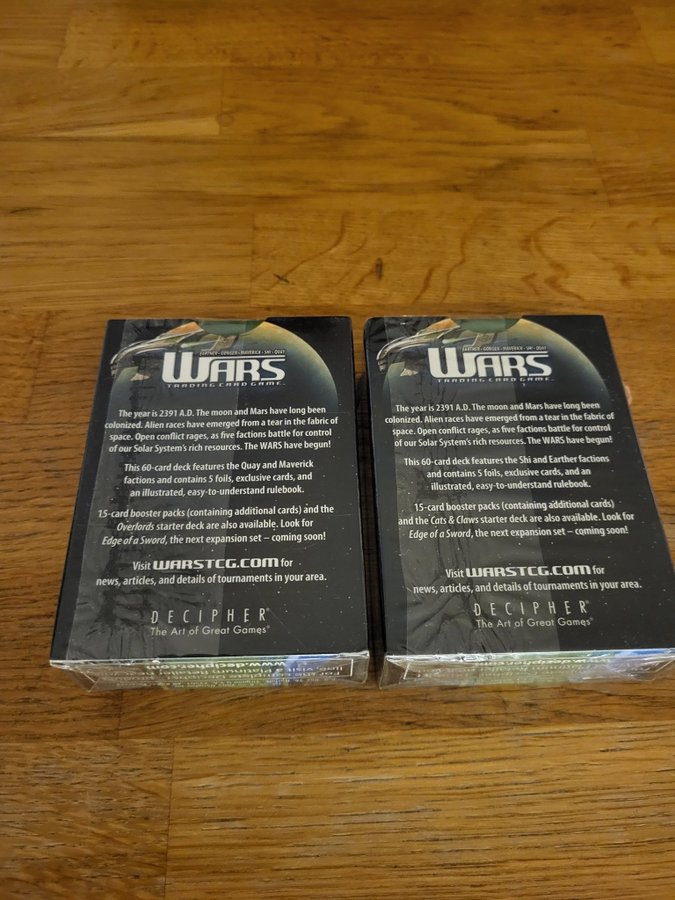 EARTHER • GONGEN • MAVERICK • SHI • QUAY
WARS
TRADING CARD GAME™
The year is 2391 A.D. The moon and Mars have long been
colonized. Alien races have emerged from a tear in the fabric of
space. Open conflict rages, as five factions battle for control
of our Solar System's rich resources. The WARS have begun!
This 60-card deck features the Quay and Maverick
factions and contains 5 foils, exclusive cards, and
an illustrated, easy-to-understand rulebook.
15-card booster packs (containing additional cards) and the
Overlords starter deck are also available. Look for
Edge of a Sword, the next expansion set – coming soon!
Visit WARSTCG.COM for
news, articles, and details of tournaments in your area.
DECIPHER®
The Art of Great Games®
www.decipher.com
EARTHER • GONGEN • MAVERICK • SHI • QUAY
WARS
TRADING CARD GAME™
The year is 2391 A.D. The moon and Mars have long been
colonized. Alien races have emerged from a tear in the fabric of
space. Open conflict rages, as five factions battle for control
of our Solar System's rich resources. The WARS have begun!
This 60-card deck features the Shi and Earther factions
and contains 5 foils, exclusive cards, and an
illustrated, easy-to-understand rulebook.
15-card booster packs (containing additional cards)
and the Cats & Claws starter deck are also available. Look for
Edge of a Sword, the next expansion set – coming soon!
Visit WARSTCG.COM for
news, articles, and details of tournaments in your area.
DECIPHER®
The Art of Great Games®
www.decipher.com